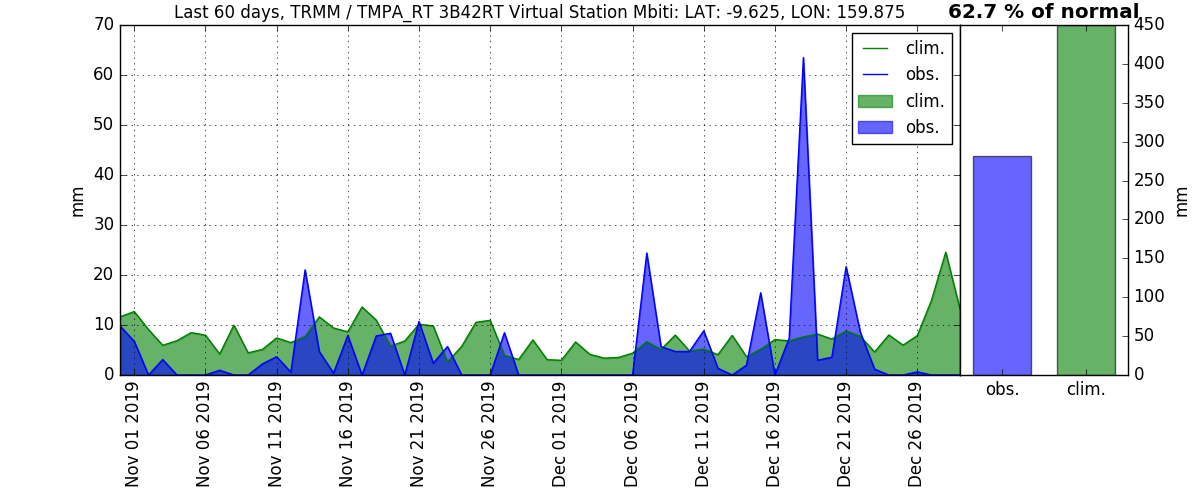 Last 60 days, TRMM / TMPA_RT 3B42RT Virtual Station Mbiti: LAT: -9.625, LON: 159.875
62.7 % of normal
70
60
50
40
30
20
10
0
mm
clim.
obs.
clim.
obs.
450
400
350
300
250
200
150
100
50
0
mm
Nov 01 2019
Nov 06 2019
Nov 11 2019
Nov 16 2019
Nov 21 2019
Nov 26 2019
Dec 01 2019
Dec 06 2019
Dec 11 2019
Dec 16 2019
Dec 21 2019
Dec 26 2019
obs.
clim.